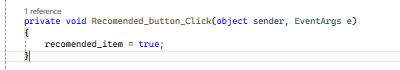 1 reference
private void Recomended_button_Click(object sender, EventArgs e)
{
recomended_item = true;
}